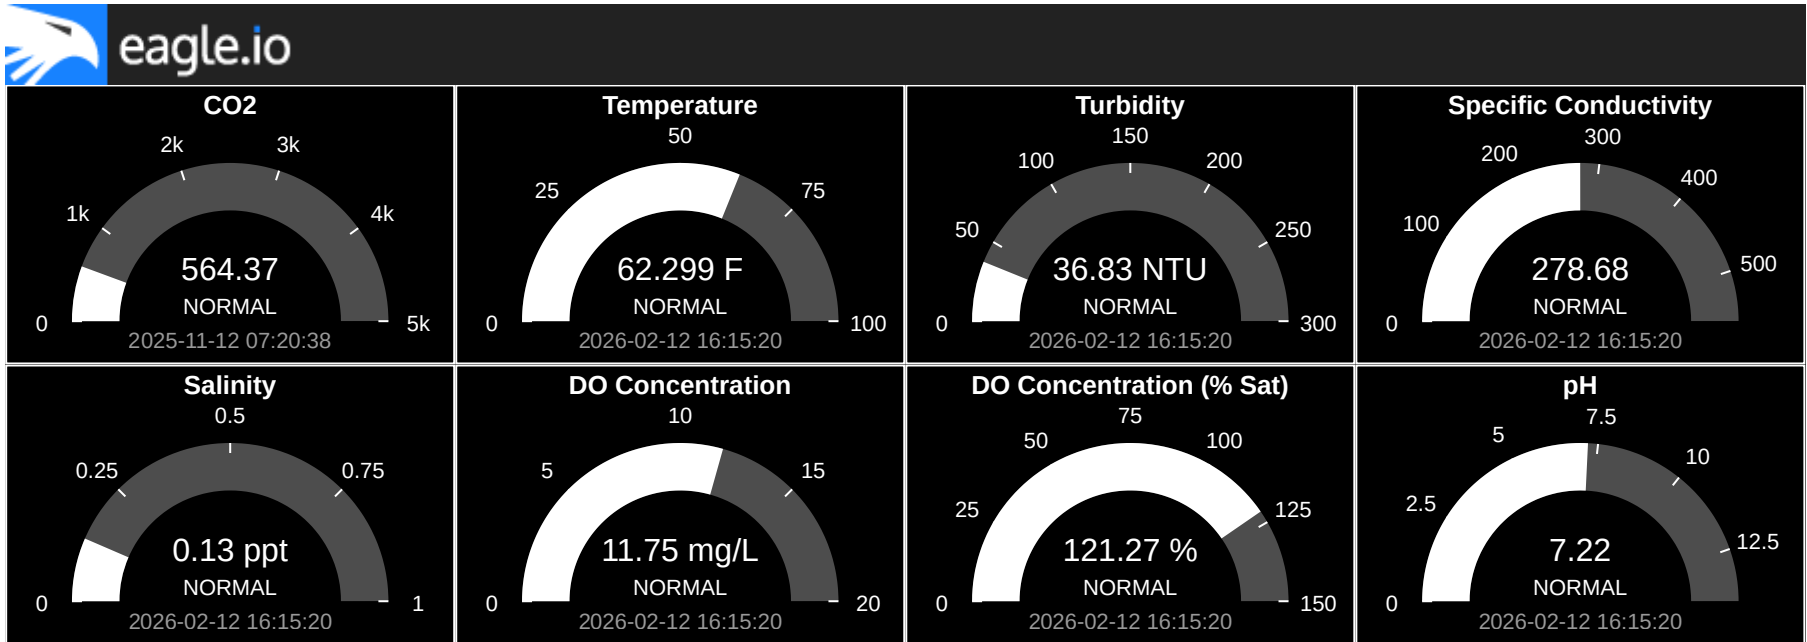 eagle.io
CO2
0
1k
2k
3k
4k
5k
564.37
NORMAL
2025-11-12 07:20:38
Temperature
0
25
50
75
100
62.299 F
NORMAL
2026-02-12 16:15:20
Turbidity
0
50
100
150
200
250
300
36.83 NTU
NORMAL
2026-02-12 16:15:20
Specific Conductivity
0
100
200
300
400
500
278.68
NORMAL
2026-02-12 16:15:20
Salinity
0
0.25
0.5
0.75
1
0.13 ppt
NORMAL
2026-02-12 16:15:20
DO Concentration
0
5
10
15
20
11.75 mg/L
NORMAL
2026-02-12 16:15:20
DO Concentration (% Sat)
0
25
50
75
100
125
150
121.27 %
NORMAL
2026-02-12 16:15:20
pH
0
2.5
5
7.5
10
12.5
7.22
NORMAL
2026-02-12 16:15:20